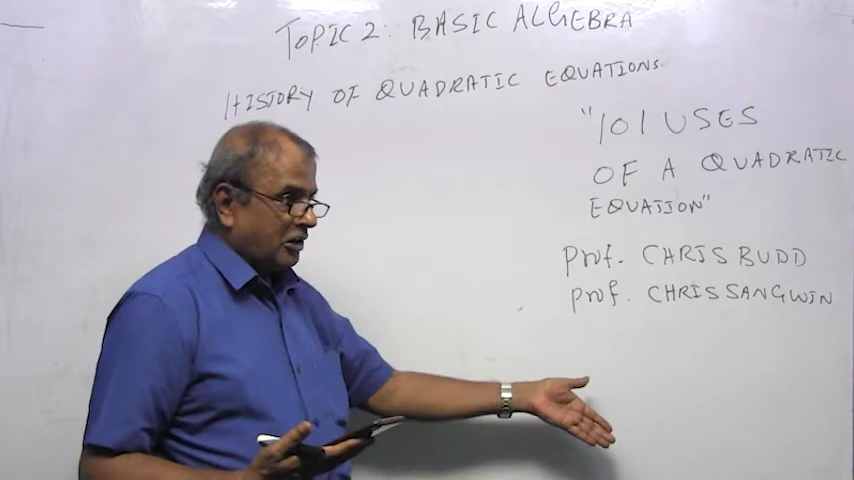 TOPIC 2: BASIC ALGEBRA
HISTORY OF QUADRATIC EQUATIONS.
"101 USES
OF A QUADRATIC
EQUATION"
Prof. CHRIS BUDD
Prof. CHRIS SANGWIN